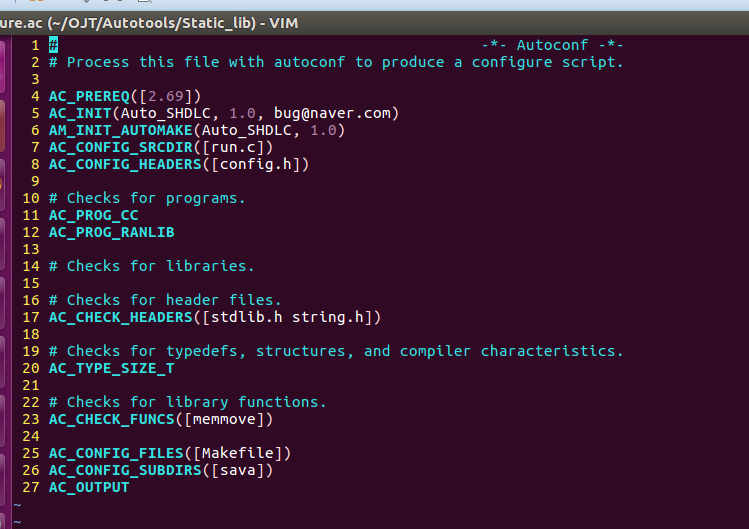 ure.ac (~/OJT/Autotools/Static_lib) - VIM
1 # -*- Autoconf -*-
2 # Process this file with autoconf to produce a configure script.
3
4 AC_PREREQ([2.69])
5 AC_INIT(Auto_SHDLC, 1.0, bug@naver.com)
6 AM_INIT_AUTOMAKE(Auto_SHDLC, 1.0)
7 AC_CONFIG_SRCDIR([run.c])
8 AC_CONFIG_HEADERS([config.h])
9
10 # Checks for programs.
11 AC_PROG_CC
12 AC_PROG_RANLIB
13
14 # Checks for libraries.
15
16 # Checks for header files.
17 AC_CHECK_HEADERS([stdlib.h string.h])
18
19 # Checks for typedefs, structures, and compiler characteristics.
20 AC_TYPE_SIZE_T
21
22 # Checks for library functions.
23 AC_CHECK_FUNCS([memmove])
24
25 AC_CONFIG_FILES([Makefile])
26 AC_CONFIG_SUBDIRS([sava])
27 AC_OUTPUT
~
~